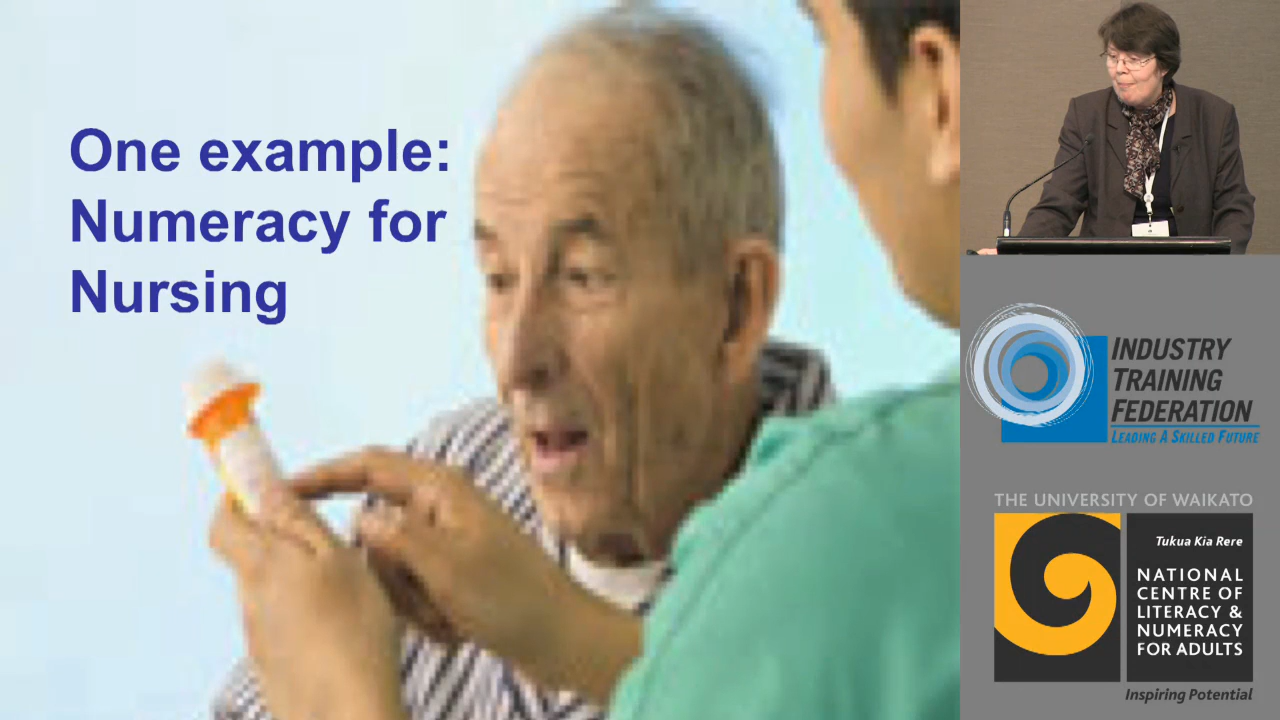 One example:
Numeracy for
Nursing
INDUSTRY
TRAINING
FEDERATION
LEADING A SKILLED FUTURE
THE UNIVERSITY OF WAIKATO
Tukua Kia Rere
NATIONAL
CENTRE OF
LITERACY &
NUMERACY
FOR ADULTS
Inspiring Potential